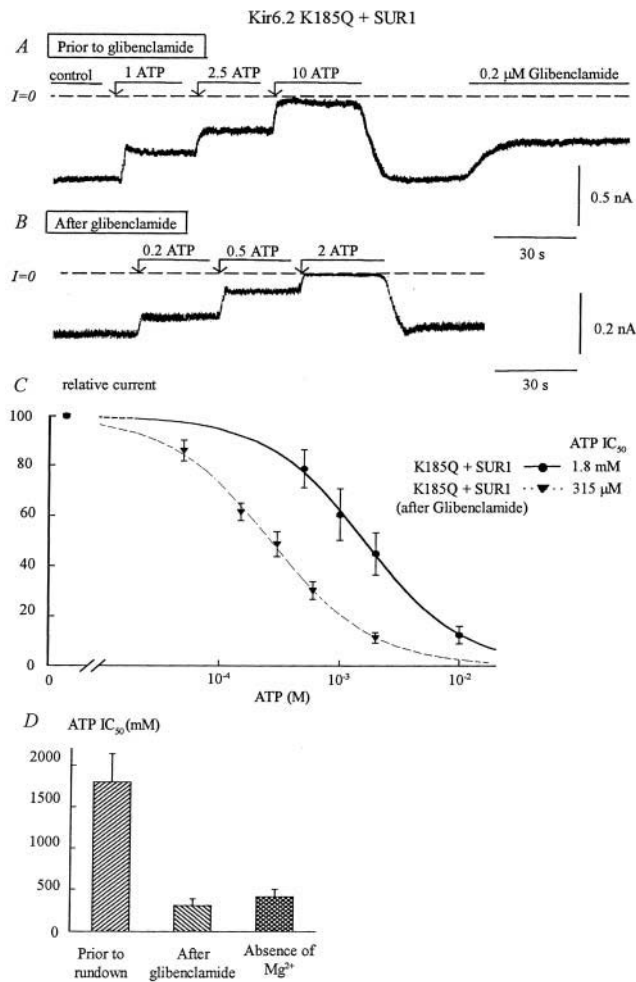 Kir6.2 K185Q + SUR1
A Prior to glibenclamide
control 1 ATP 2.5 ATP 10 ATP 0.2 µM Glibenclamide
I=0
0.5 nA
30 s
B After glibenclamide
0.2 ATP 0.5 ATP 2 ATP
I=0
0.2 nA
30 s
C relative current
100
80
60
40
20
0
0 10⁻⁴ 10⁻³ 10⁻²
ATP (M)
ATP IC₅₀
K185Q + SUR1 1.8 mM
K185Q + SUR1 315 µM
(after Glibenclamide)
D ATP IC₅₀(mM)
2000
1500
1000
500
0
Prior to rundown
After glibenclamide
Absence of Mg²⁺